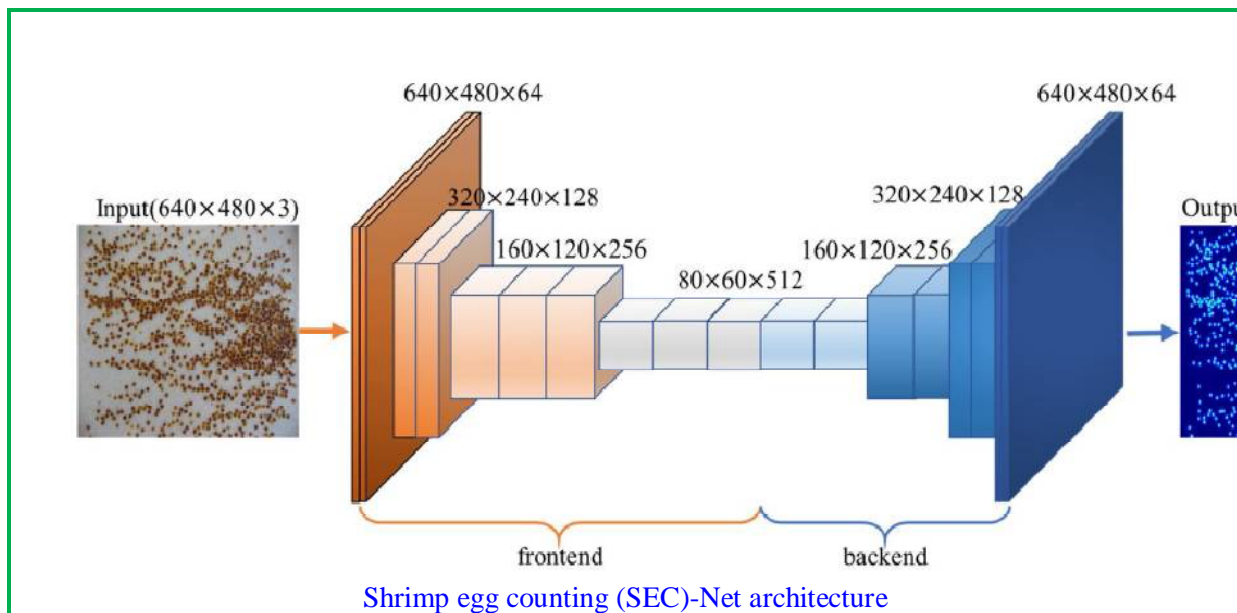 640×480×64
640×480×64
320×240×128
320×240×128
Input(640×480×3)
Output
160×120×256
160×120×256
80×60×512
frontend
backend
Shrimp egg counting (SEC)-Net architecture